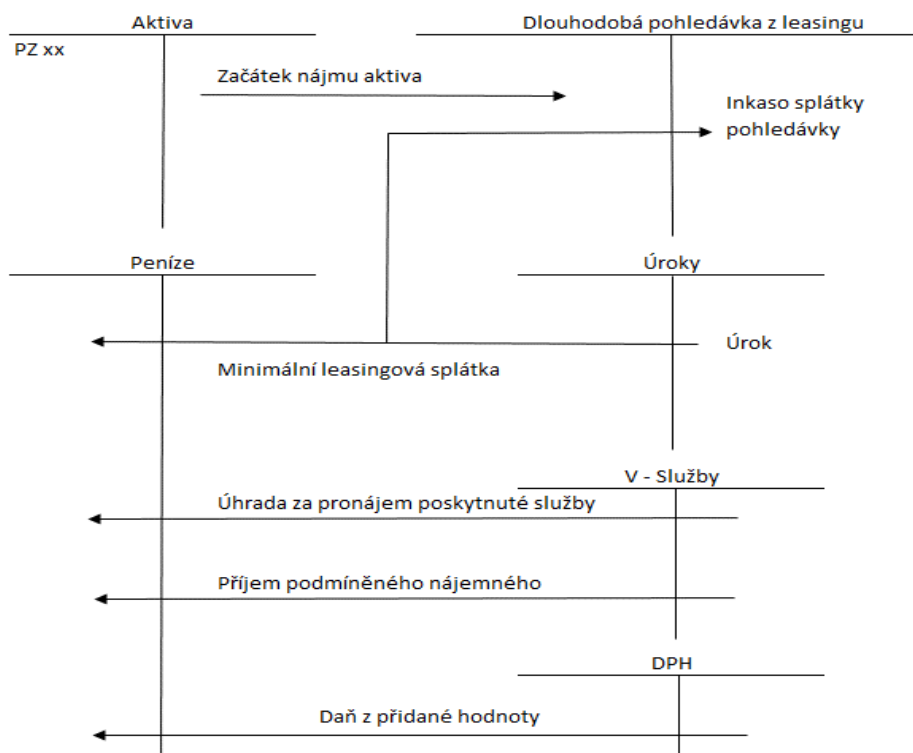 Aktiva
Dlouhodobá pohledávka z leasingu
PZ xx
Začátek nájmu aktiva
Inkaso splátky
pohledávky
Peníze
Úroky
Úrok
Minimální leasingová splátka
V - Služby
Úhrada za pronájem poskytnuté služby
Příjem podmíněného nájemného
DPH
Daň z přidané hodnoty